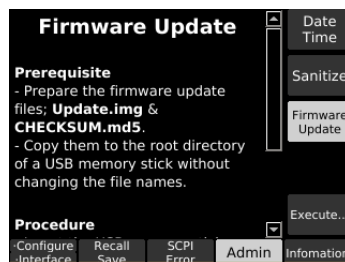 Firmware Update
Prerequisite
- Prepare the firmware update
files; Update.img &
CHECKSUM.md5.
- Copy them to the root directory
of a USB memory stick without
changing the file names.
Procedure
Date
Time
Sanitize
Firmware
Update
Execute..
·Configure
·Interface
Recall
Save
SCPI
Error
Admin
Infomation